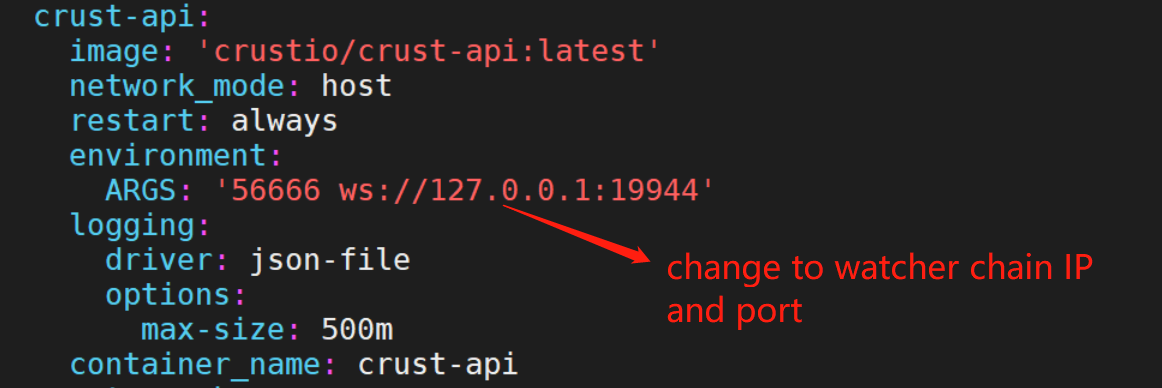 crust-api:
image: 'crustio/crust-api:latest'
network_mode: host
restart: always
environment:
ARGS: '56666 ws://127.0.0.1:19944'
logging:
driver: json-file
options:
max-size: 500m
container_name: crust-api
change to watcher chain IP
and port